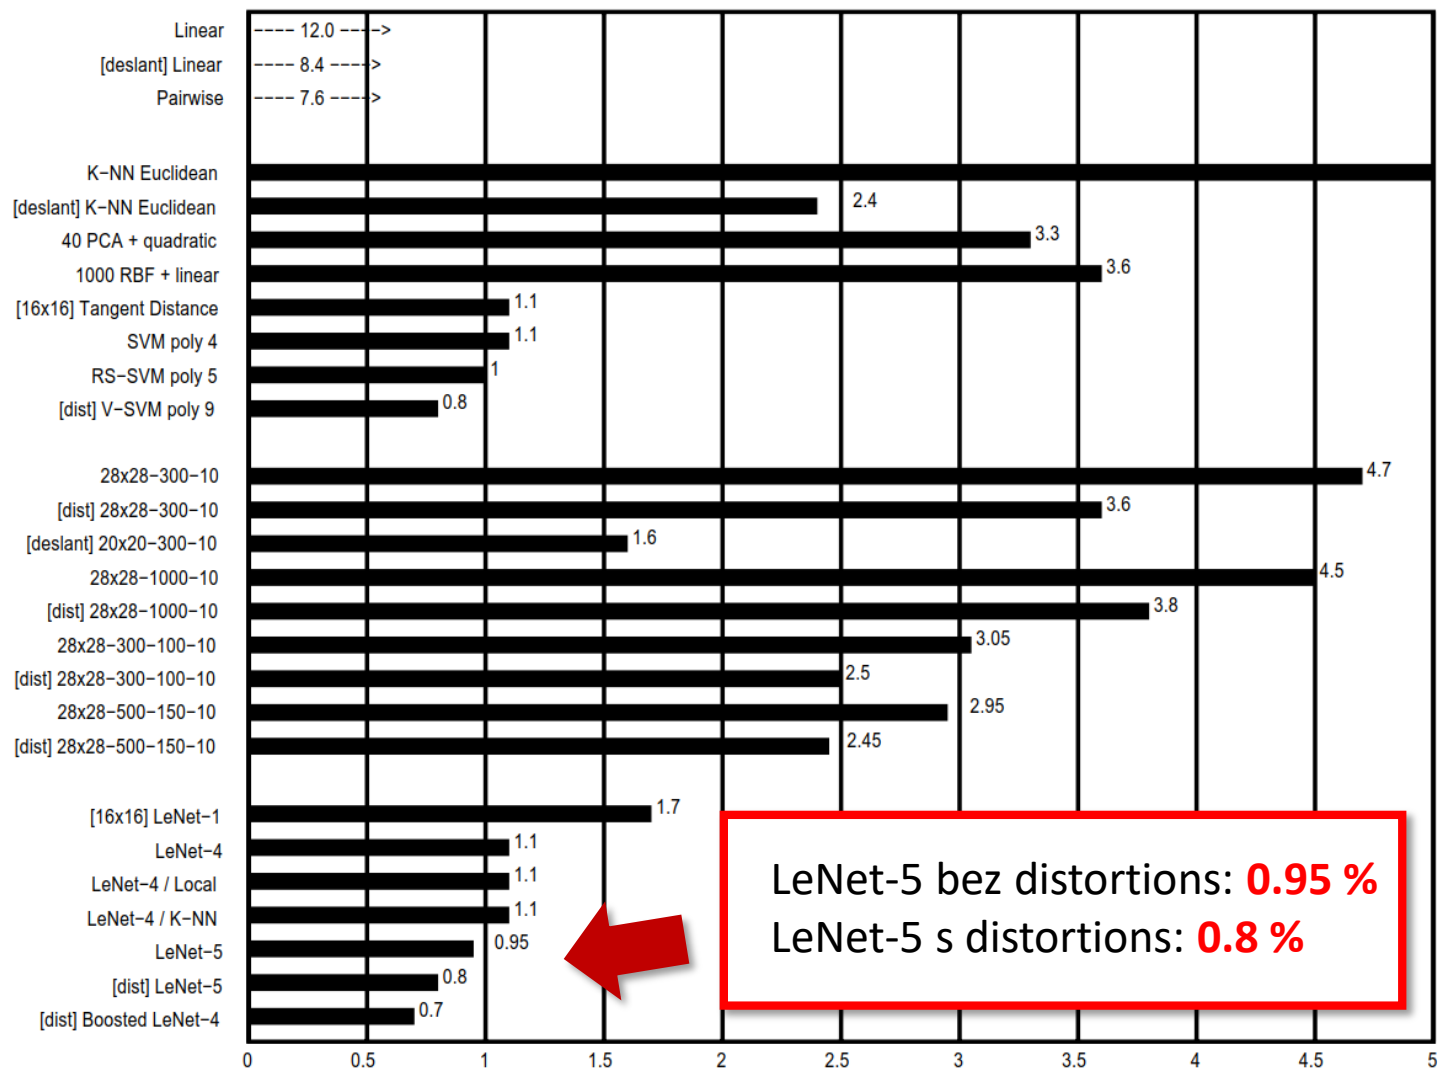 Linear ---- 12.0 ---->
[deslant] Linear ---- 8.4 ---->
Pairwise ---- 7.6 ---->
K−NN Euclidean
[deslant] K−NN Euclidean 2.4
40 PCA + quadratic 3.3
1000 RBF + linear 3.6
[16x16] Tangent Distance 1.1
SVM poly 4 1.1
RS−SVM poly 5 1
[dist] V−SVM poly 9 0.8
28x28−300−10 4.7
[dist] 28x28−300−10 3.6
[deslant] 20x20−300−10 1.6
28x28−1000−10 4.5
[dist] 28x28−1000−10 3.8
28x28−300−100−10 3.05
[dist] 28x28−300−100−10 2.5
28x28−500−150−10 2.95
[dist] 28x28−500−150−10 2.45
[16x16] LeNet−1 1.7
LeNet−4 1.1
LeNet−4 / Local 1.1
LeNet−4 / K−NN 1.1
LeNet−5 0.95
[dist] LeNet−5 0.8
[dist] Boosted LeNet−4 0.7
LeNet-5 bez distortions: 0.95 %
LeNet-5 s distortions: 0.8 %
0 0.5 1 1.5 2 2.5 3 3.5 4 4.5 5